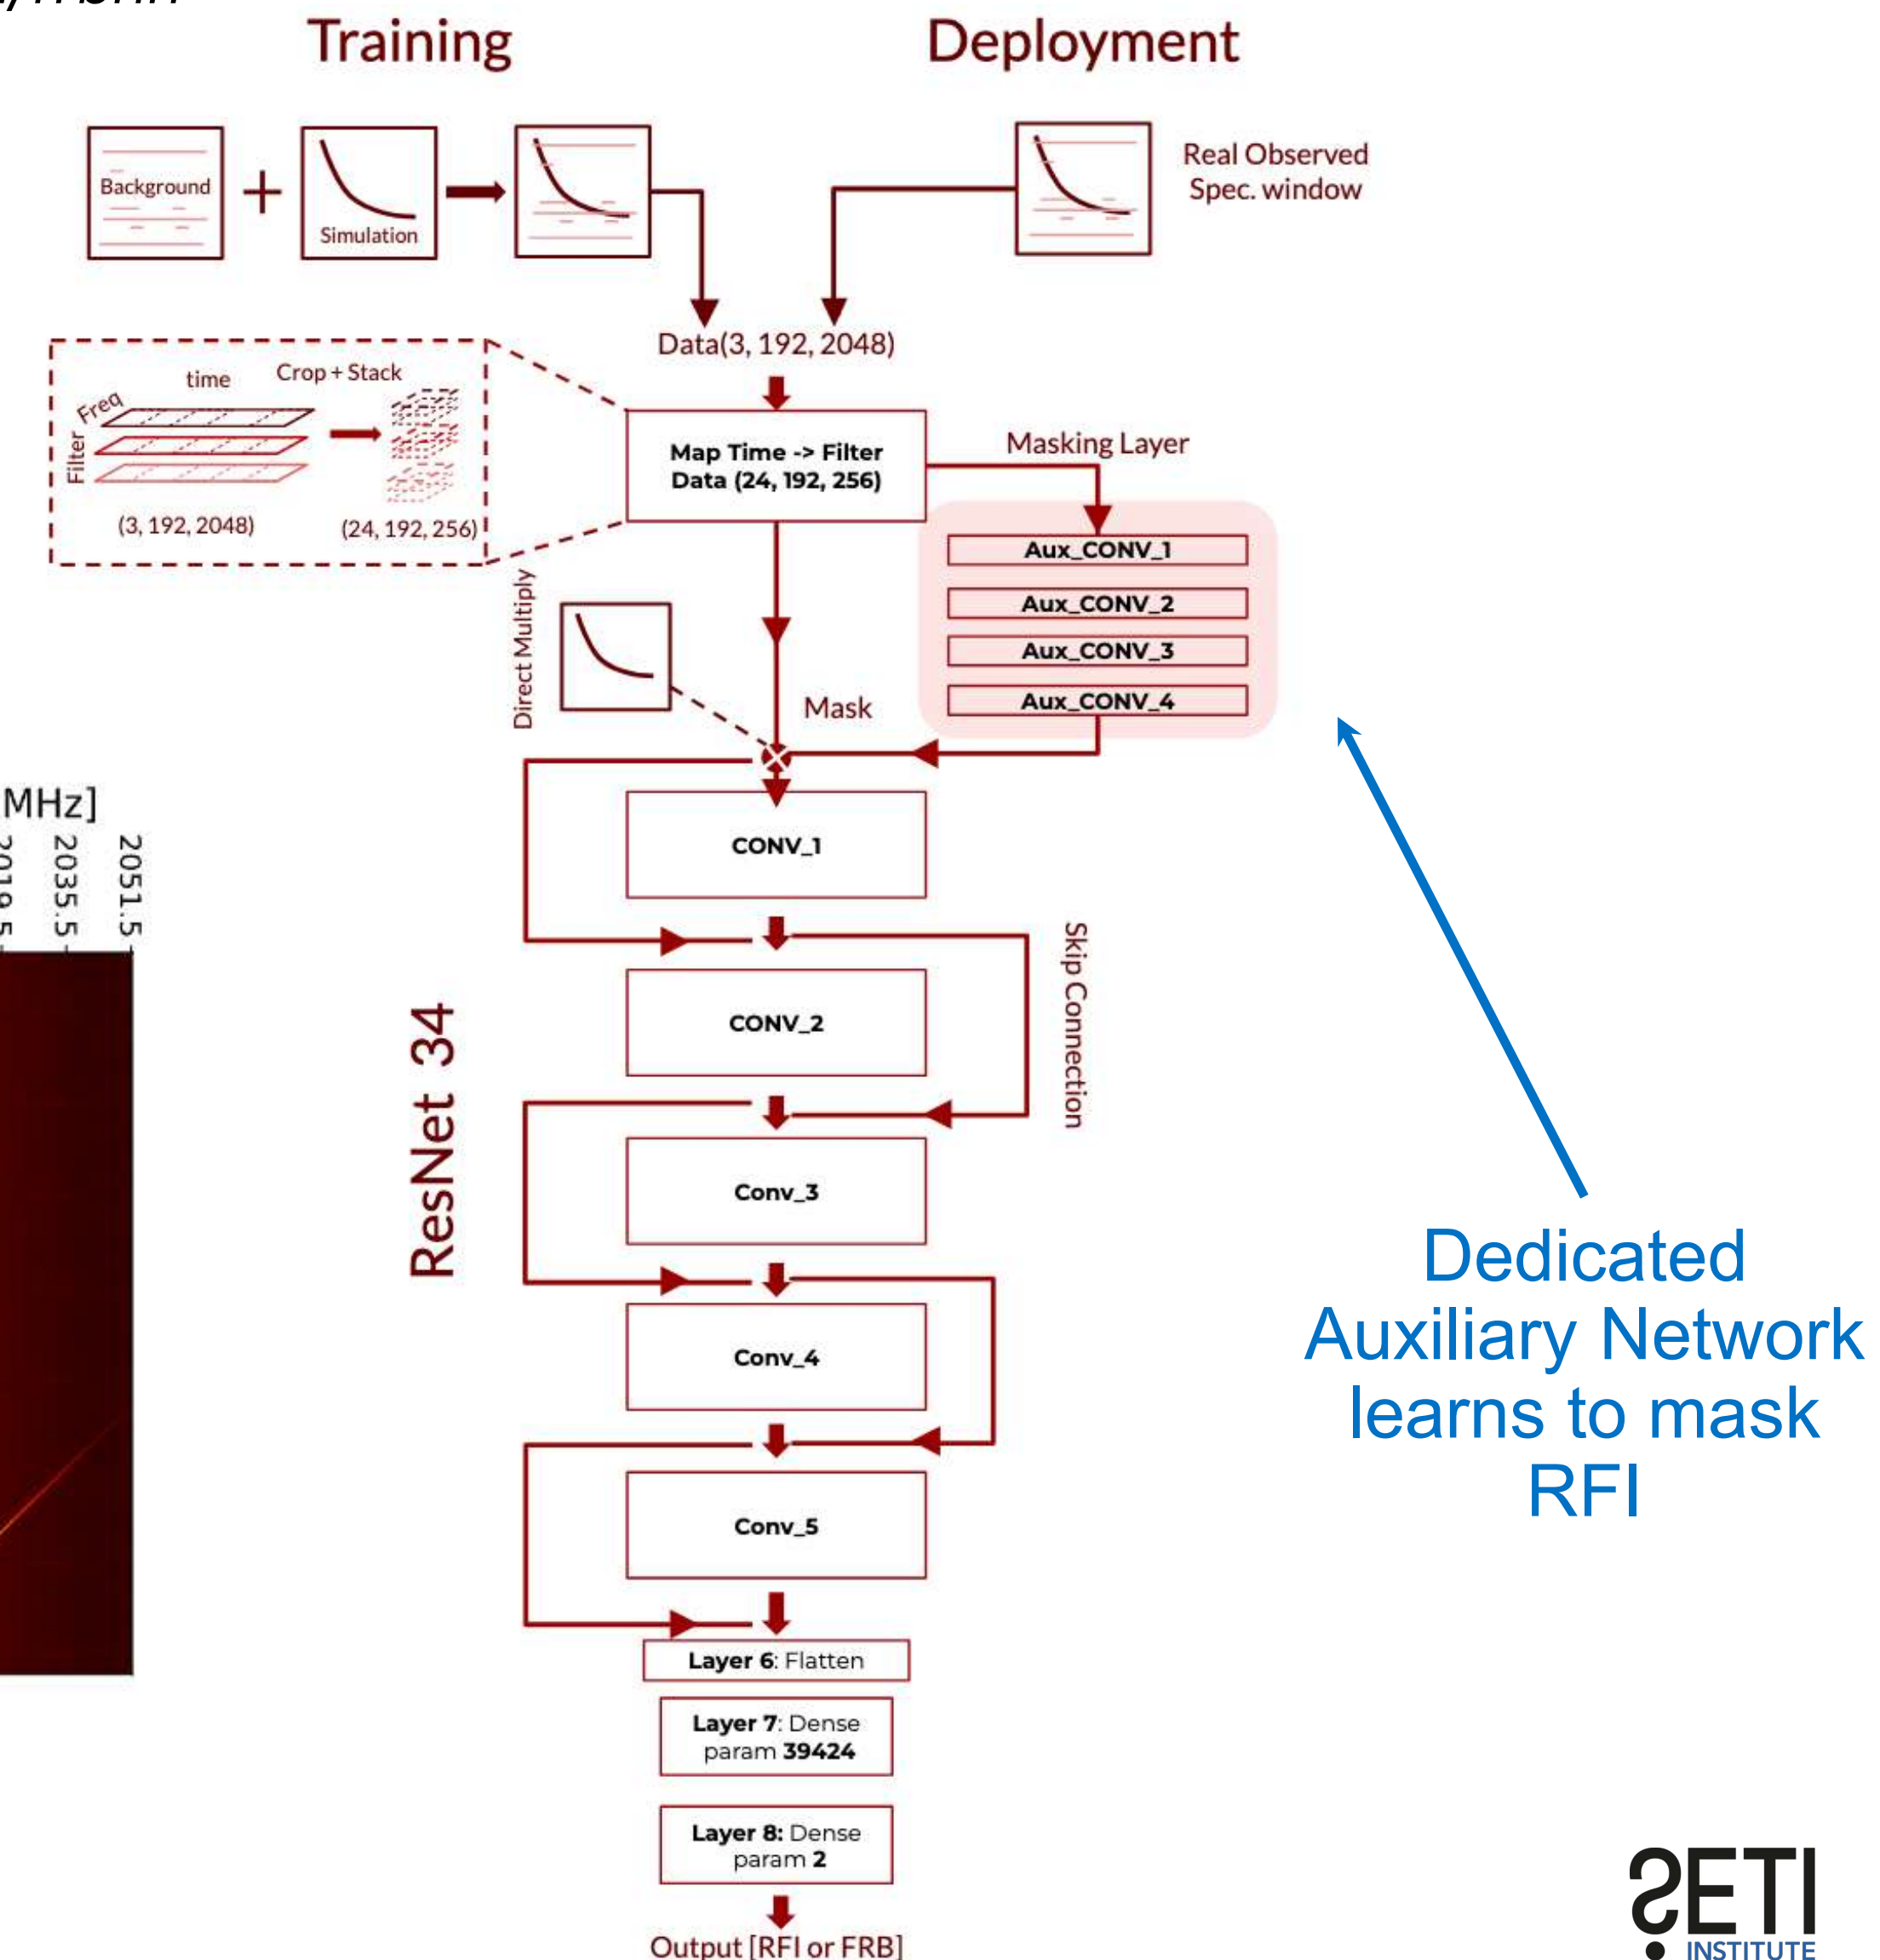 Training
Deployment
Background
Simulation
Real Observed
Spec. window
Data(3, 192, 2048)
time
Crop + Stack
Freq
Filter
(3, 192, 2048)
(24, 192, 256)
Map Time -> Filter
Data (24, 192, 256)
Masking Layer
Aux_CONV_1
Aux_CONV_2
Aux_CONV_3
Aux_CONV_4
Direct Multiply
Mask
MHz]
2035.5
2051.5
CONV_1
CONV_2
Skip Connection
ResNet 34
Conv_3
Conv_4
Conv_5
Dedicated
Auxiliary Network
learns to mask
RFI
Layer 6: Flatten
Layer 7: Dense
param 39424
Layer 8: Dense
param 2
Output [RFI or FRB]
SETI
INSTITUTE